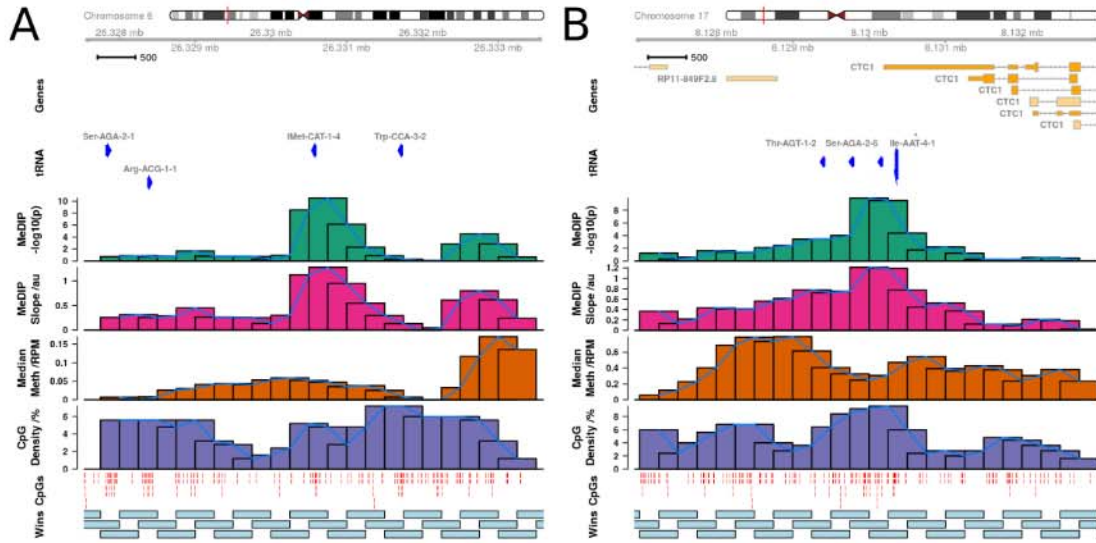 A
Chromosome 6
26.328 mb
26.33 mb
26.332 mb
26.329 mb
26.331 mb
26.333 mb
500
Genes
tRNA
Ser-AGA-2-1
iMet-CAT-1-4
Trp-CCA-3-2
Arg-ACG-1-1
MeDIP
-log10(p)
10
8
6
4
2
0
MeDIP
Slope /au
1
0.5
0
Median
Meth /RPM
0.15
0.1
0.05
0
CpG
Density /%
6
4
2
0
CpGs
Wins
B
Chromosome 17
8.128 mb
8.13 mb
8.132 mb
8.129 mb
8.131 mb
500
Genes
RP11-849F2.8
CTC1
CTC1
CTC1
CTC1
CTC1
CTC1
tRNA
Thr-AGT-1-2
Ser-AGA-2-6
Ile-AAT-4-1
MeDIP
-log10(p)
8
6
4
2
0
MeDIP
Slope /au
1.2
1
0.8
0.6
0.4
0.2
0
Median
Meth /RPM
0.6
0.4
0.2
0
CpG
Density /%
8
6
4
2
0
CpGs
Wins